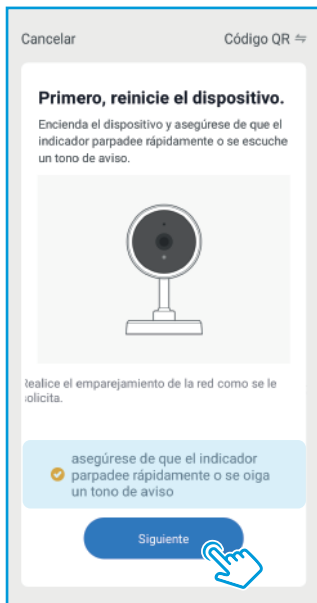 Cancelar
Código QR
Primero, reinicie el dispositivo.
Encienda el dispositivo y asegúrese de que el
indicador parpadee rápidamente o se escuche
un tono de aviso.
Realice el emparejamiento de la red como se le
solicita.
asegúrese de que el indicador
parpadee rápidamente o se oiga
un tono de aviso
Siguiente